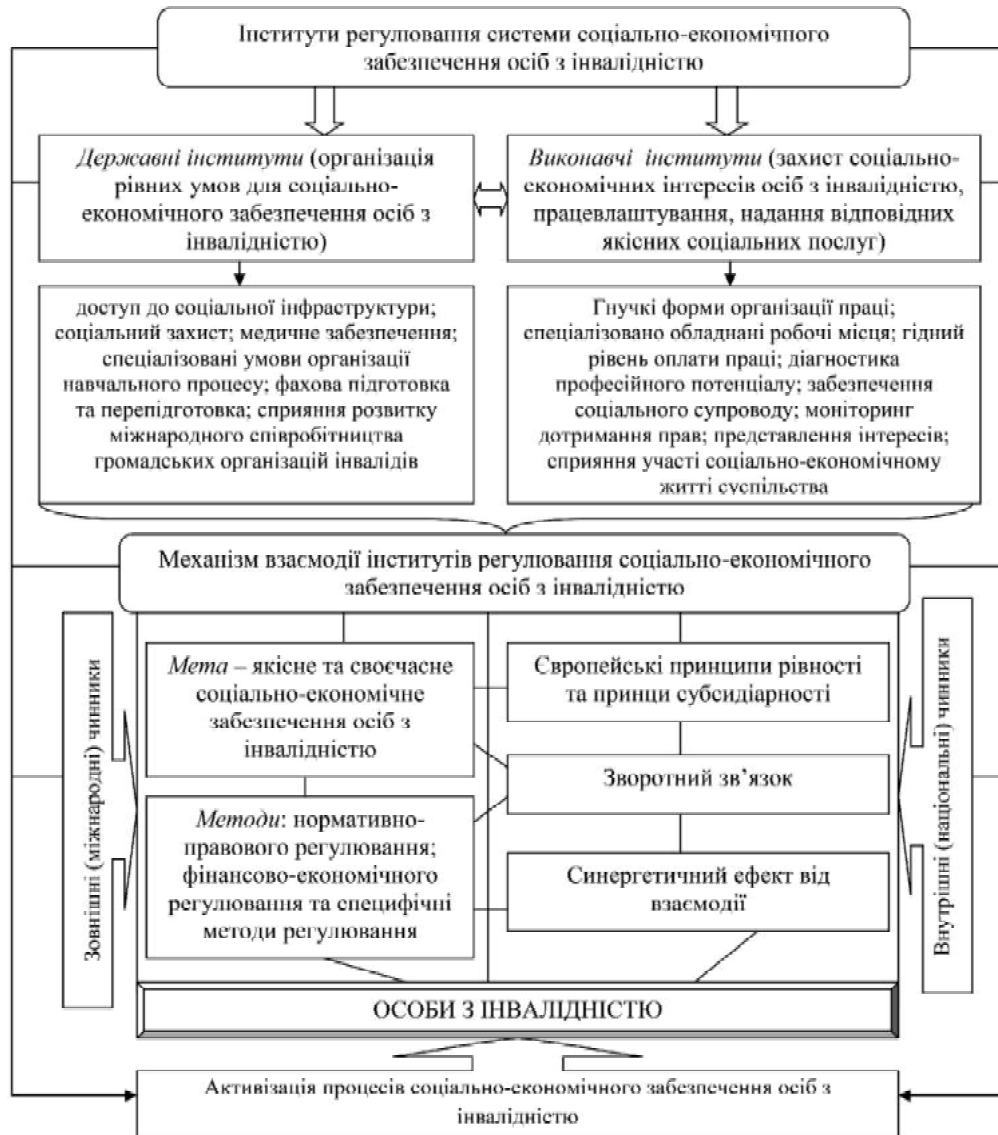 Інститути регулювання системи соціально-економічного
забезпечення осіб з інвалідністю
Державні інститути (організація
рівних умов для соціально-
економічного забезпечення осіб з
інвалідністю)
Виконавчі інститути (захист соціально-
економічних інтересів осіб з інвалідністю,
працевлаштування, надання відповідних
якісних соціальних послуг)
доступ до соціальної інфраструктури;
соціальний захист; медичне забезпечення;
спеціалізовані умови організації
навчального процесу; фахова підготовка
та перепідготовка; сприяння розвитку
міжнародного співробітництва
громадських організацій інвалідів
Гнучкі форми організації праці;
спеціалізовано обладнані робочі місця; гідний
рівень оплати праці; діагностика
професійного потенціалу; забезпечення
соціального супроводу; моніторинг
дотримання прав; представлення інтересів;
сприяння участі соціально-економічному
житті суспільства
Механізм взаємодії інститутів регулювання соціально-економічного
забезпечення осіб з інвалідністю
Зовнішні (міжнародні) чинники
Мета – якісне та своєчасне
соціально-економічне
забезпечення осіб з
інвалідністю
Методи: нормативно-
правового регулювання;
фінансово-економічного
регулювання та специфічні
методи регулювання
Європейські принципи рівності
та принци субсидіарності
Зворотний зв’язок
Синергетичний ефект від
взаємодії
Внутрішні (національні) чинники
ОСОБИ З ІНВАЛІДНІСТЮ
Активізація процесів соціально-економічного забезпечення осіб з
інвалідністю